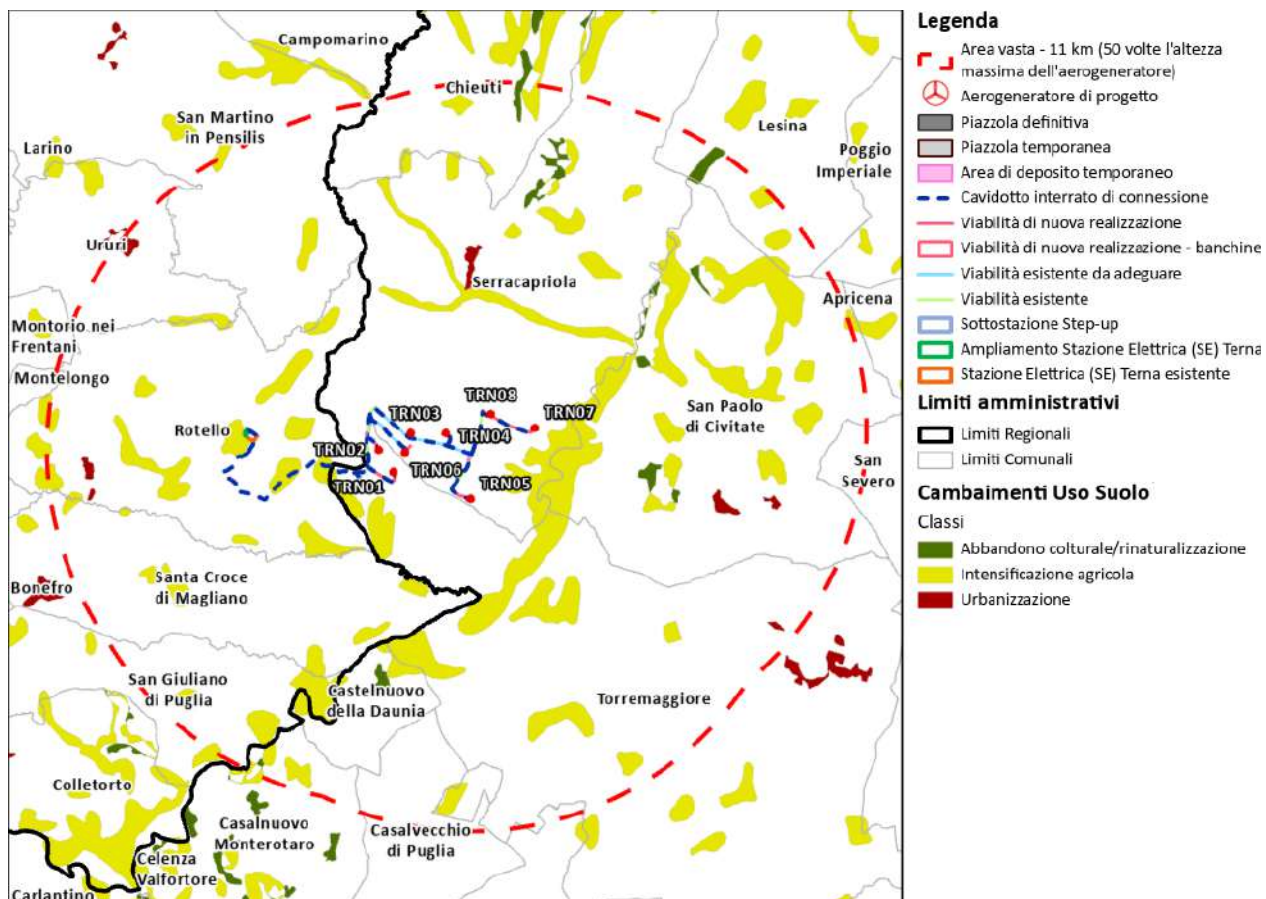 Campomarino
Chieuti
San Martino
in Pensilis
Lesina
Larino
Poggio
Imperiale
Ururi
Serracapriola
Apricena
Montorio nei
Frentani
Montelongo
TRN08
TRN03
TRN07
San Paolo
di Civitate
Rotello
TRN04
TRN02
TRN06
San
Severo
TRN01
TRN05
Bonefro
Santa Croce
di Magliano
San Giuliano
di Puglia
Castelnuovo
della Daunia
Torremaggiore
Colletorto
Casalnuovo
Monterotaro
Casalvecchio
di Puglia
Celenza
Valfortore
Carlantino
Legenda
Area vasta - 11 km (50 volte l'altezza
massima dell'aerogeneratore)
Aerogeneratore di progetto
Piazzola definitiva
Piazzola temporanea
Area di deposito temporaneo
Cavidotto interrato di connessione
Viabilità di nuova realizzazione
Viabilità di nuova realizzazione - banchine
Viabilità esistente da adeguare
Viabilità esistente
Sottostazione Step-up
Ampliamento Stazione Elettrica (SE) Terna
Stazione Elettrica (SE) Terna esistente
Limiti amministrativi
Limiti Regionali
Limiti Comunali
Cambaimenti Uso Suolo
Classi
Abbandono colturale/rinaturalizzazione
Intensificazione agricola
Urbanizzazione